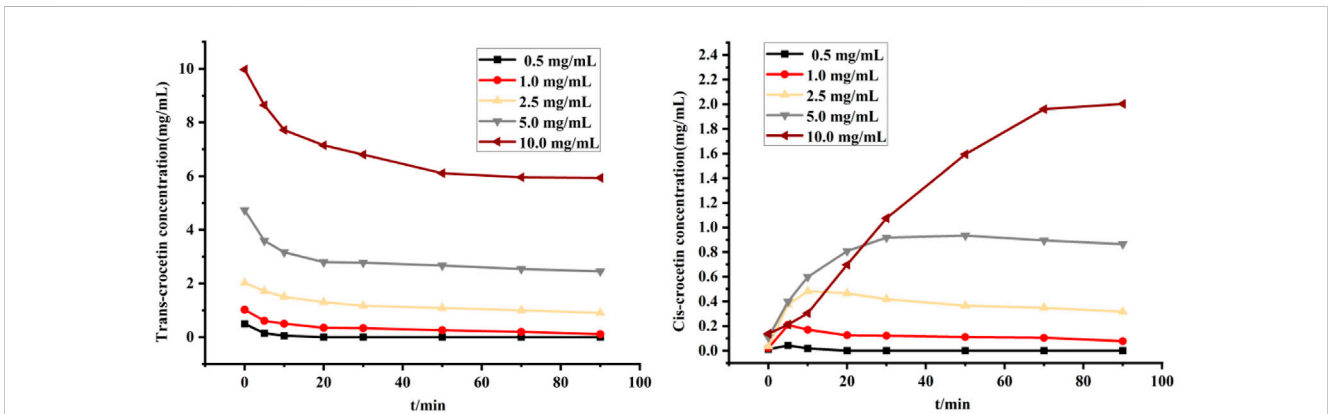 Trans-crocetin concentration(mg/mL)
10
8
6
4
2
0
0.5 mg/mL
1.0 mg/mL
2.5 mg/mL
5.0 mg/mL
10.0 mg/mL
0 20 40 60 80 100
t/min
Cis-crocetin concentration(mg/mL)
2.4
2.2
2.0
1.8
1.6
1.4
1.2
1.0
0.8
0.6
0.4
0.2
0.0
0.5 mg/mL
1.0 mg/mL
2.5 mg/mL
5.0 mg/mL
10.0 mg/mL
0 20 40 60 80 100
t/min